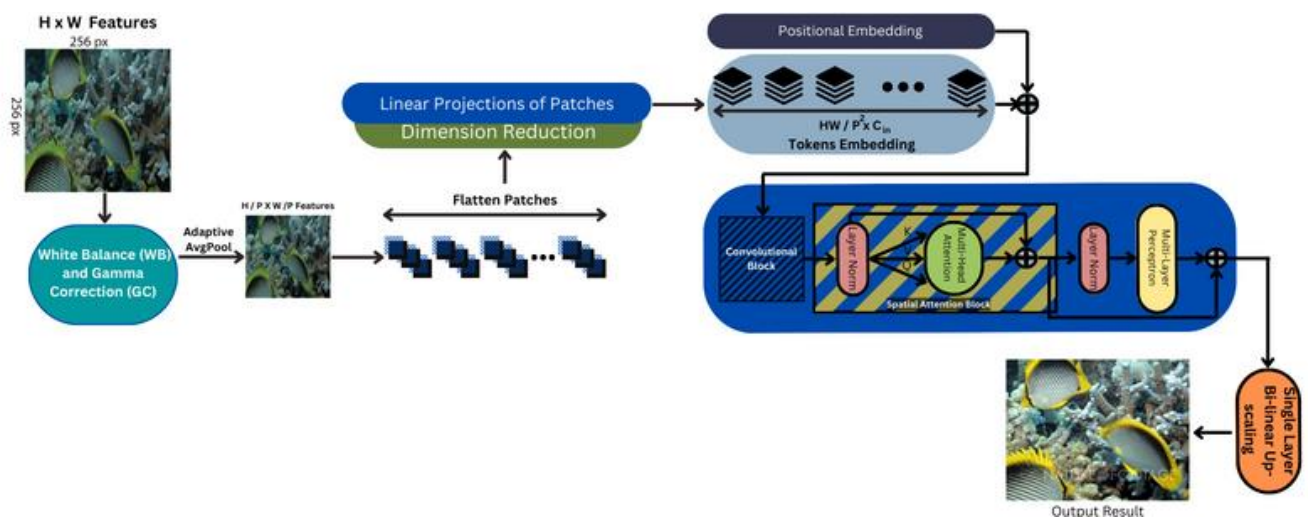 H x W Features
256 px
256 px
White Balance (WB)
and Gamma
Correction (GC)
Adaptive
AvgPool
H / P X W /P Features
Flatten Patches
Linear Projections of Patches
Dimension Reduction
Positional Embedding
HW / P² x C_in
Tokens Embedding
Convolutional
Block
Layer Norm
K
Q
Multi-Head
Attention
Spatial Attention Block
Layer Norm
Multi-Layer
Perceptron
Single Layer
Bi-linear Up-
scaling
Output Result